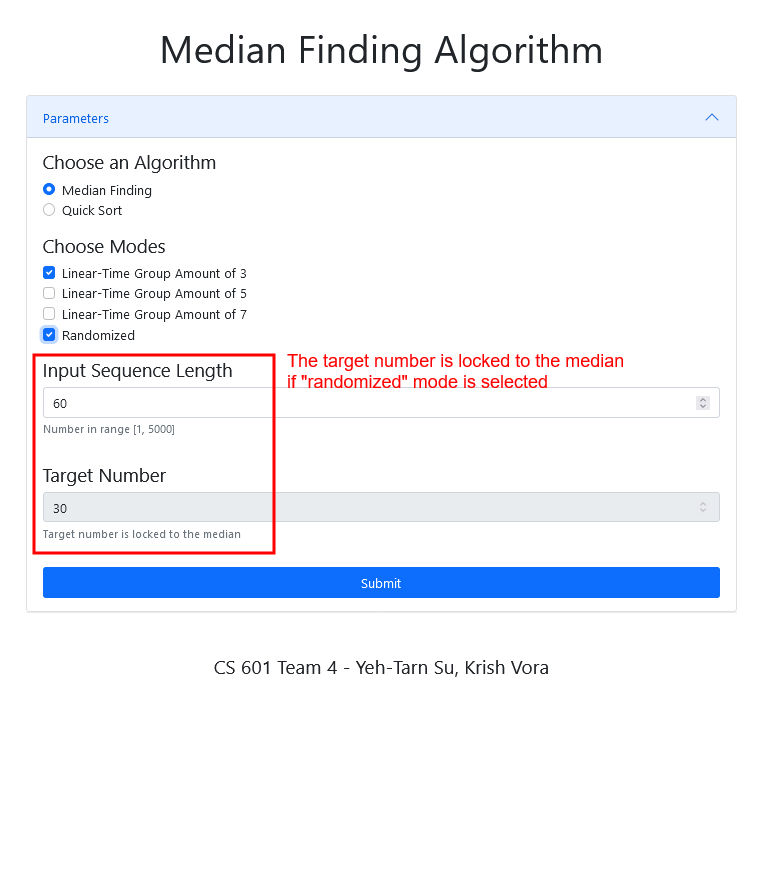 Median Finding Algorithm
Parameters
Choose an Algorithm
Median Finding
Quick Sort
Choose Modes
Linear-Time Group Amount of 3
Linear-Time Group Amount of 5
Linear-Time Group Amount of 7
Randomized
The target number is locked to the median
if "randomized" mode is selected
Input Sequence Length
60
Number in range [1, 5000]
Target Number
30
Target number is locked to the median
Submit
CS 601 Team 4 - Yeh-Tarn Su, Krish Vora